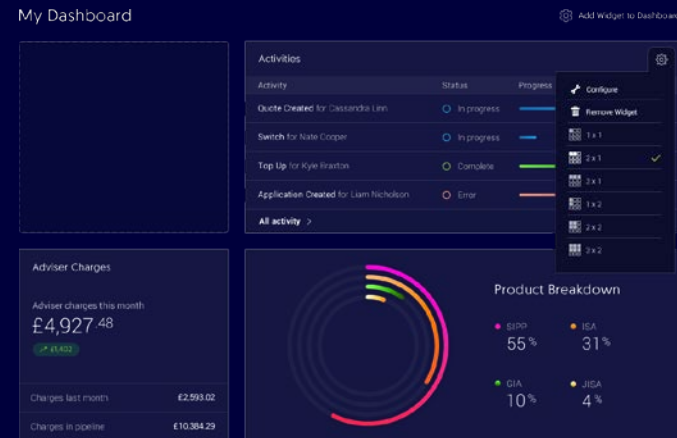 My Dashboard
Add Widget to Dashboard
Activities
Activity Status Progress
Quote Created for Cassandra Linn In progress
Switch for Nate Cooper In progress
Top Up for Kyle Braxton Complete
Application Created for Liam Nicholson Error
All activity >
Configure
Remove Widget
1 x 1
2 x 1
3 x 1
1 x 2
2 x 2
3 x 2
Adviser Charges
Adviser charges this month
£4,927.48
£1,402
Charges last month £2,593.02
Charges in pipeline £10,384.29
Product Breakdown
SIPP ISA
55% 31%
GIA JISA
10% 4%